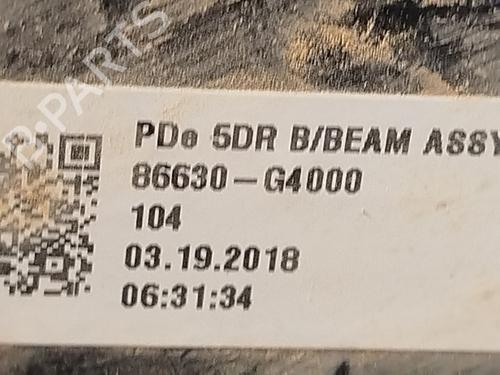 PDe 5DR B/BEAM ASSY
86630-G4000
104
03.19.2018
06:31:34
B-PARTS